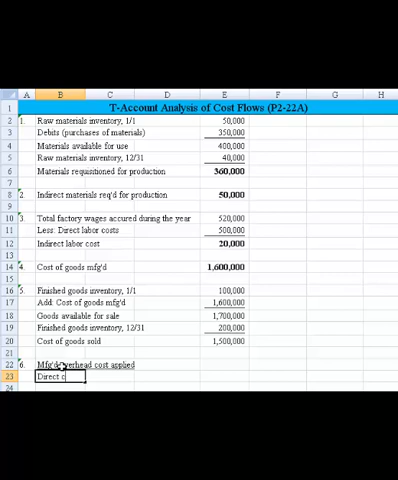 A B C D E F G H
1 T-Account Analysis of Cost Flows (P2-22A)
2 1. Raw materials inventory, 1/1 50,000
3 Debits (purchases of materials) 350,000
4 Materials available for use 400,000
5 Raw materials inventory, 12/31 40,000
6 Materials requisitioned for production 360,000
7
8 2. Indirect materials req'd for production 50,000
9
10 3. Total factory wages accured during the year 520,000
11 Less: Direct labor costs 500,000
12 Indirect labor cost 20,000
13
14 4. Cost of goods mfg'd 1,600,000
15
16 5. Finished goods inventory, 1/1 100,000
17 Add: Cost of goods mfg'd 1,600,000
18 Goods available for sale 1,700,000
19 Finished goods inventory, 12/31 200,000
20 Cost of goods sold 1,500,000
21
22 6. Mfg'd overhead cost applied
23 Direct c
24